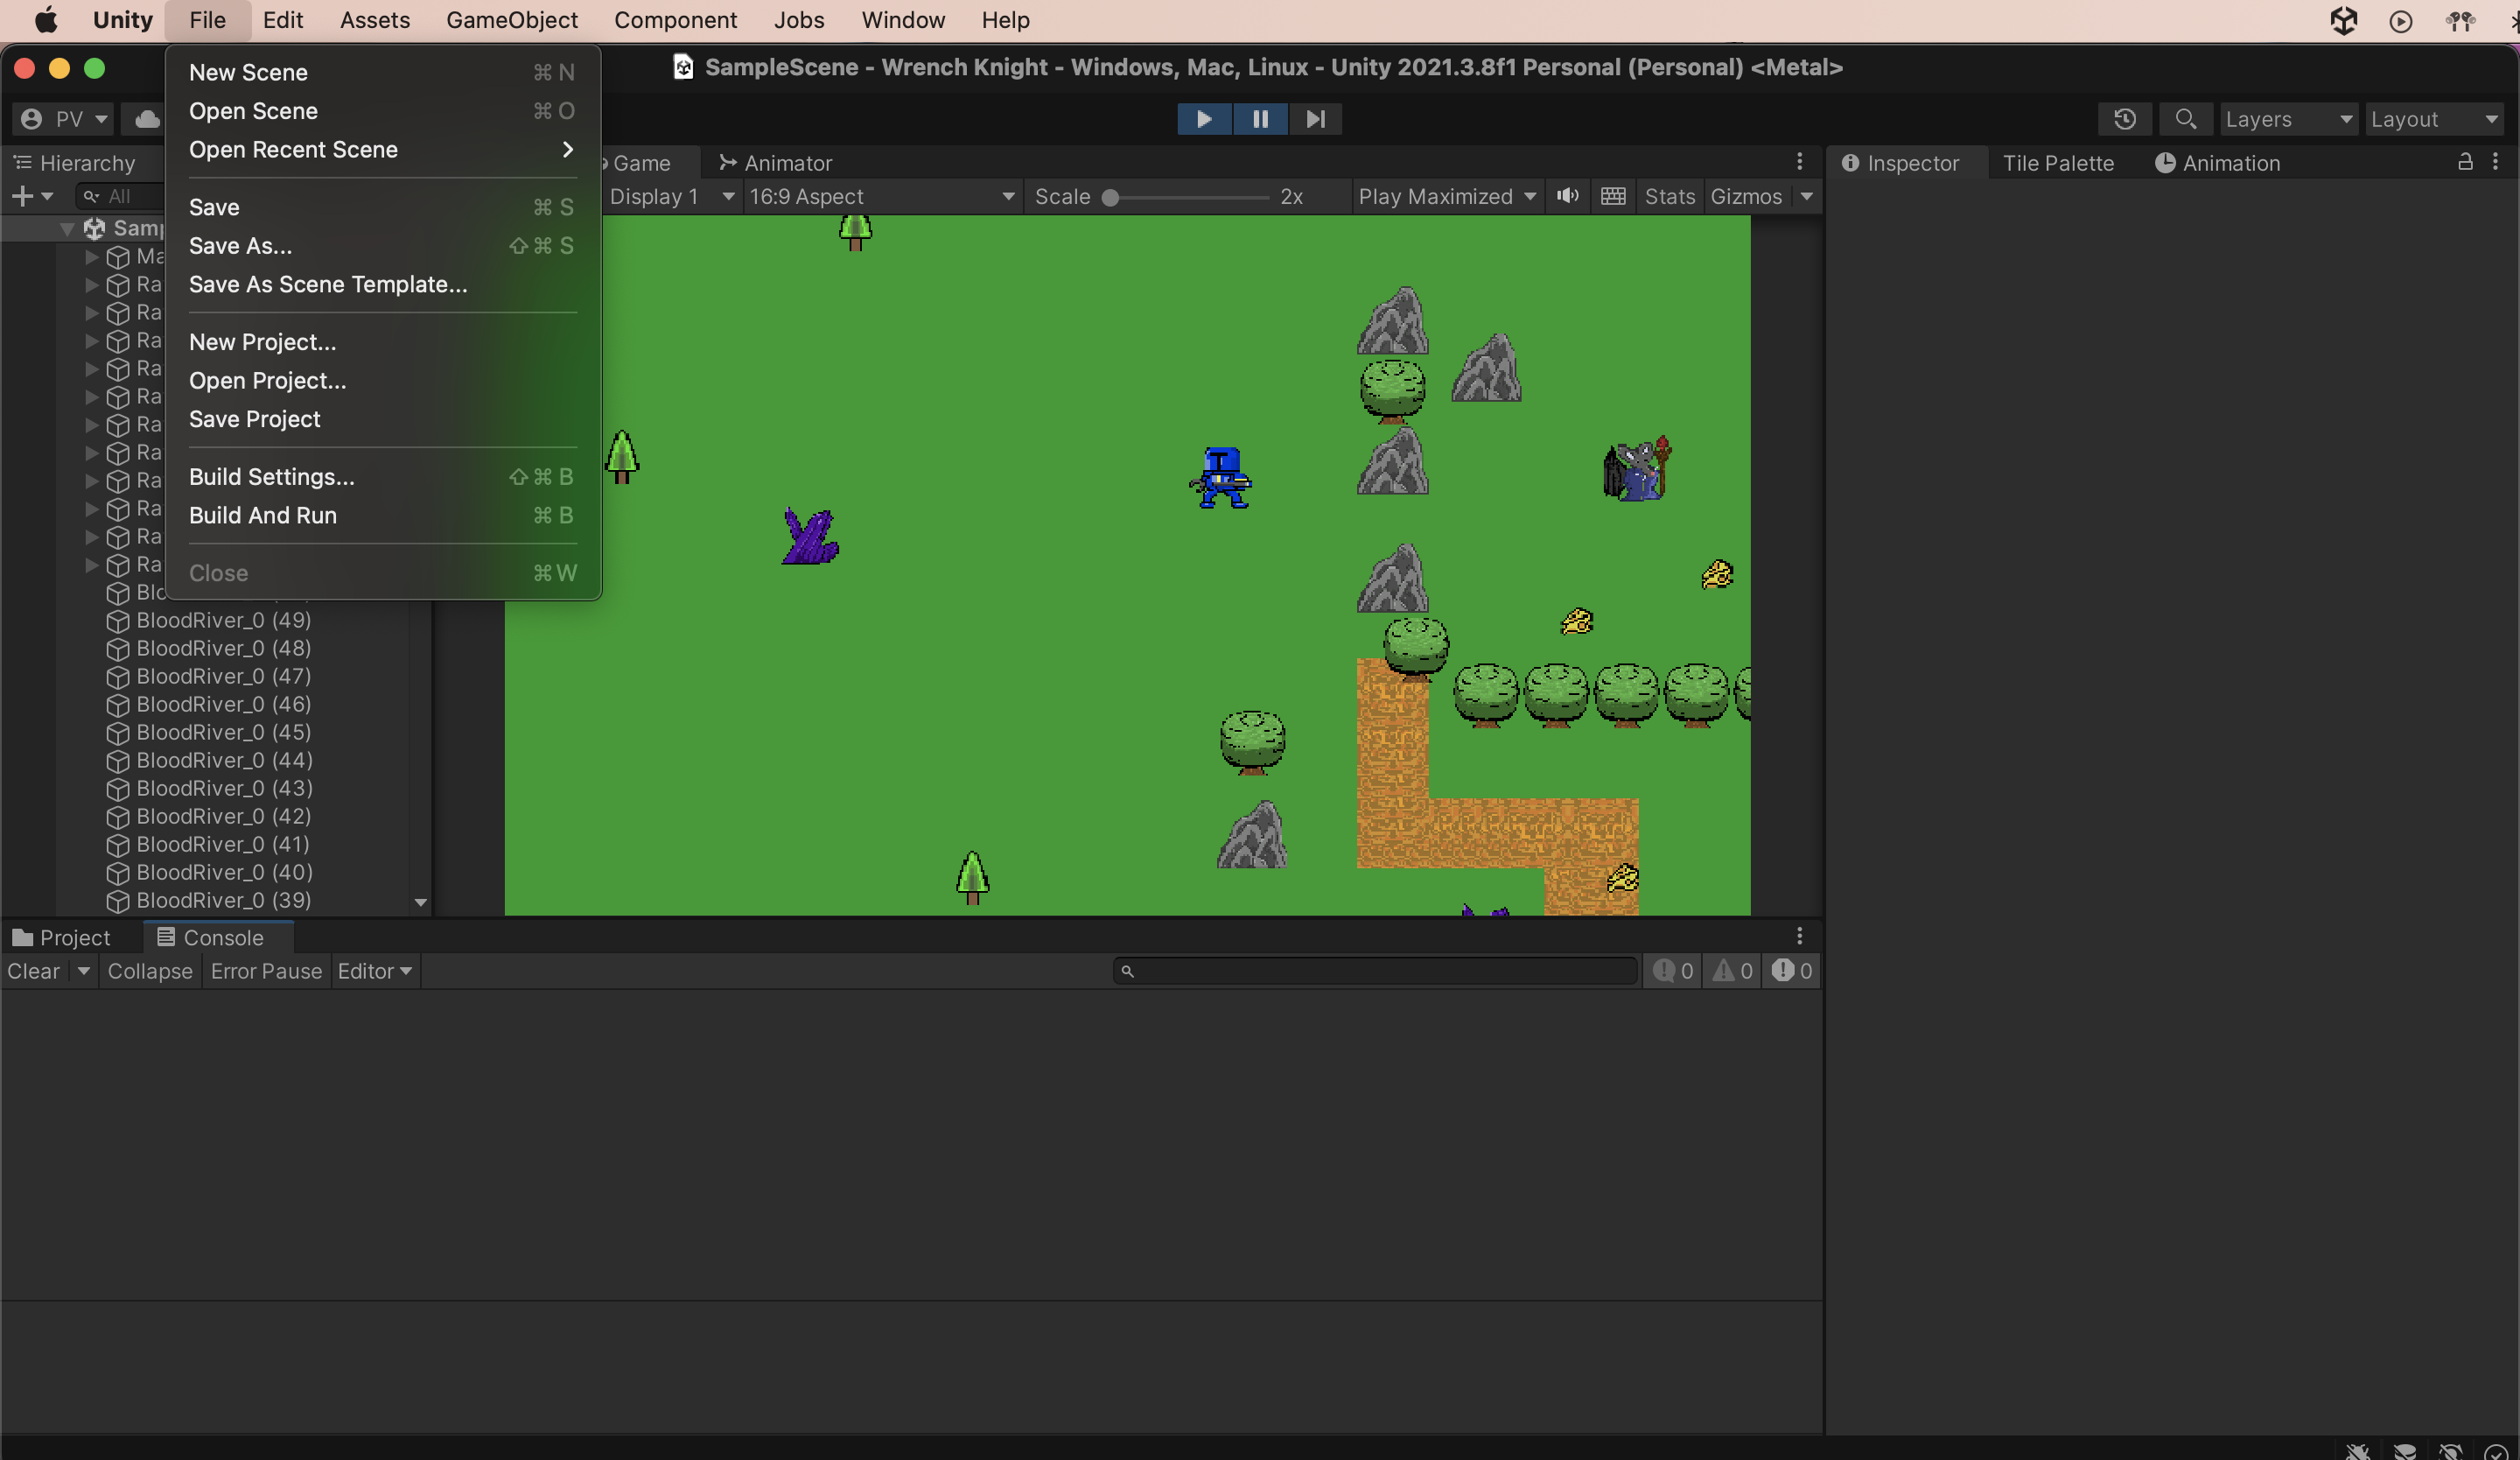 Unity File Edit Assets GameObject Component Jobs Window Help
SampleScene - Wrench Knight - Windows, Mac, Linux - Unity 2021.3.8f1 Personal (Personal) <Metal>
New Scene ⌘ N
Open Scene ⌘ O
Open Recent Scene
Save ⌘ S
Save As... ⇧ ⌘ S
Save As Scene Template...
New Project...
Open Project...
Save Project
Build Settings... ⇧ ⌘ B
Build And Run ⌘ B
Close ⌘ W
PV
Layers Layout
Hierarchy
All
Game Animator
Display 1 16:9 Aspect Scale 2x Play Maximized Stats Gizmos
Inspector Tile Palette Animation
Samp
Ma
Ra
Ra
Ra
Ra
Ra
Ra
Ra
Ra
Ra
Ra
Ra
Blo
BloodRiver_0 (49)
BloodRiver_0 (48)
BloodRiver_0 (47)
BloodRiver_0 (46)
BloodRiver_0 (45)
BloodRiver_0 (44)
BloodRiver_0 (43)
BloodRiver_0 (42)
BloodRiver_0 (41)
BloodRiver_0 (40)
BloodRiver_0 (39)
Project Console
Clear Collapse Error Pause Editor 0 0 0